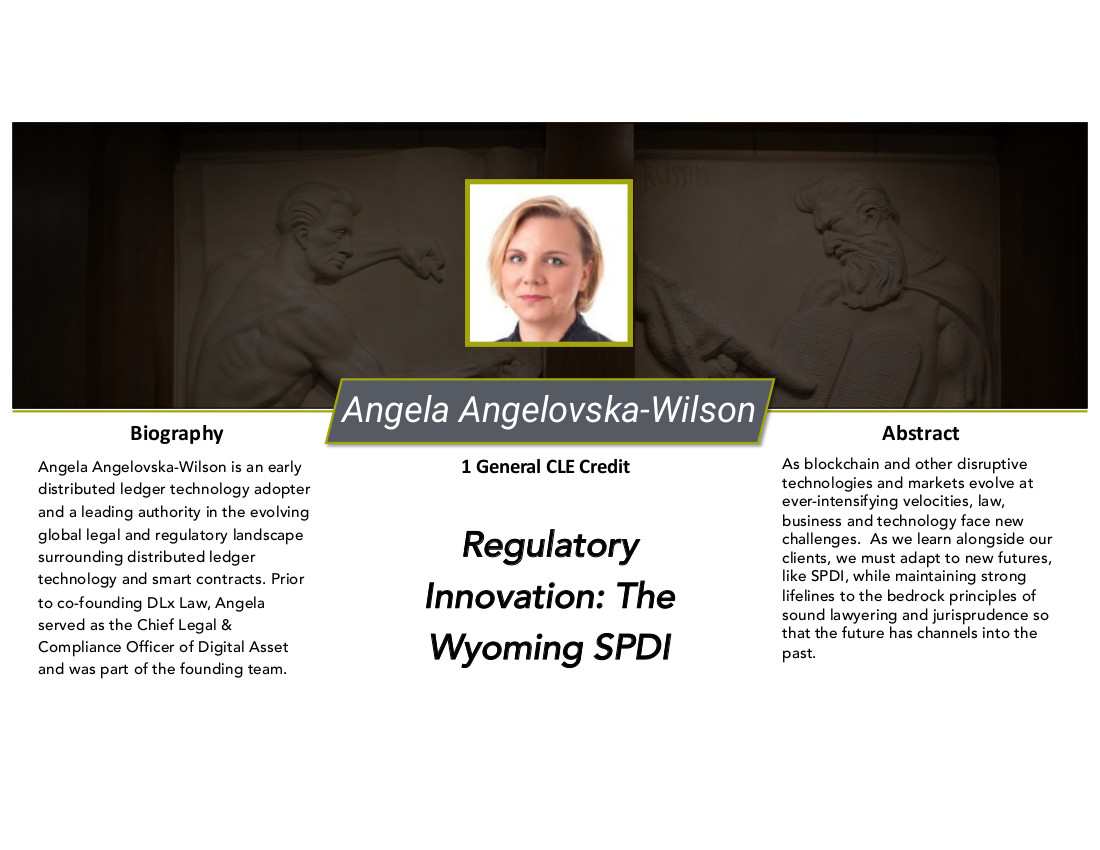 RUSSIN
Angela Angelovska-Wilson
Biography
Angela Angelovska-Wilson is an early
distributed ledger technology adopter
and a leading authority in the evolving
global legal and regulatory landscape
surrounding distributed ledger
technology and smart contracts. Prior
to co-founding DLx Law, Angela
served as the Chief Legal &
Compliance Officer of Digital Asset
and was part of the founding team.
1 General CLE Credit
Regulatory
Innovation: The
Wyoming SPDI
Abstract
As blockchain and other disruptive
technologies and markets evolve at
ever-intensifying velocities, law,
business and technology face new
challenges.  As we learn alongside our
clients, we must adapt to new futures,
like SPDI, while maintaining strong
lifelines to the bedrock principles of
sound lawyering and jurisprudence so
that the future has channels into the
past.